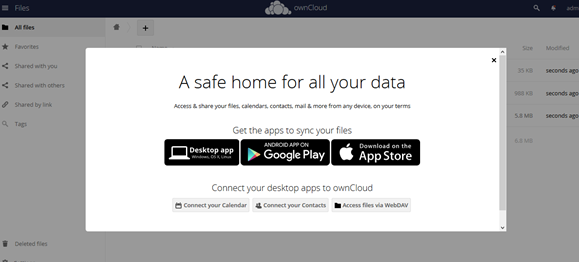 Files
ownCloud
adm
All files
Favorites
Shared with you
Shared with others
Shared by link
Tags
Deleted files
Size
Modified
35 KB
seconds ago
seconds ago
5.8 MB
seconds ago
5.8 MB
A safe home for all your data
Access & share your files, calendars, contacts, mail & more from any device, on your terms
Get the apps to sync your files
Desktop app
Windows, OS X, Linux
ANDROID APP ON
Google Play
Download on the
App Store
Connect your desktop apps to ownCloud
Connect your Calendar
Connect your Contacts
Access files via WebDAV